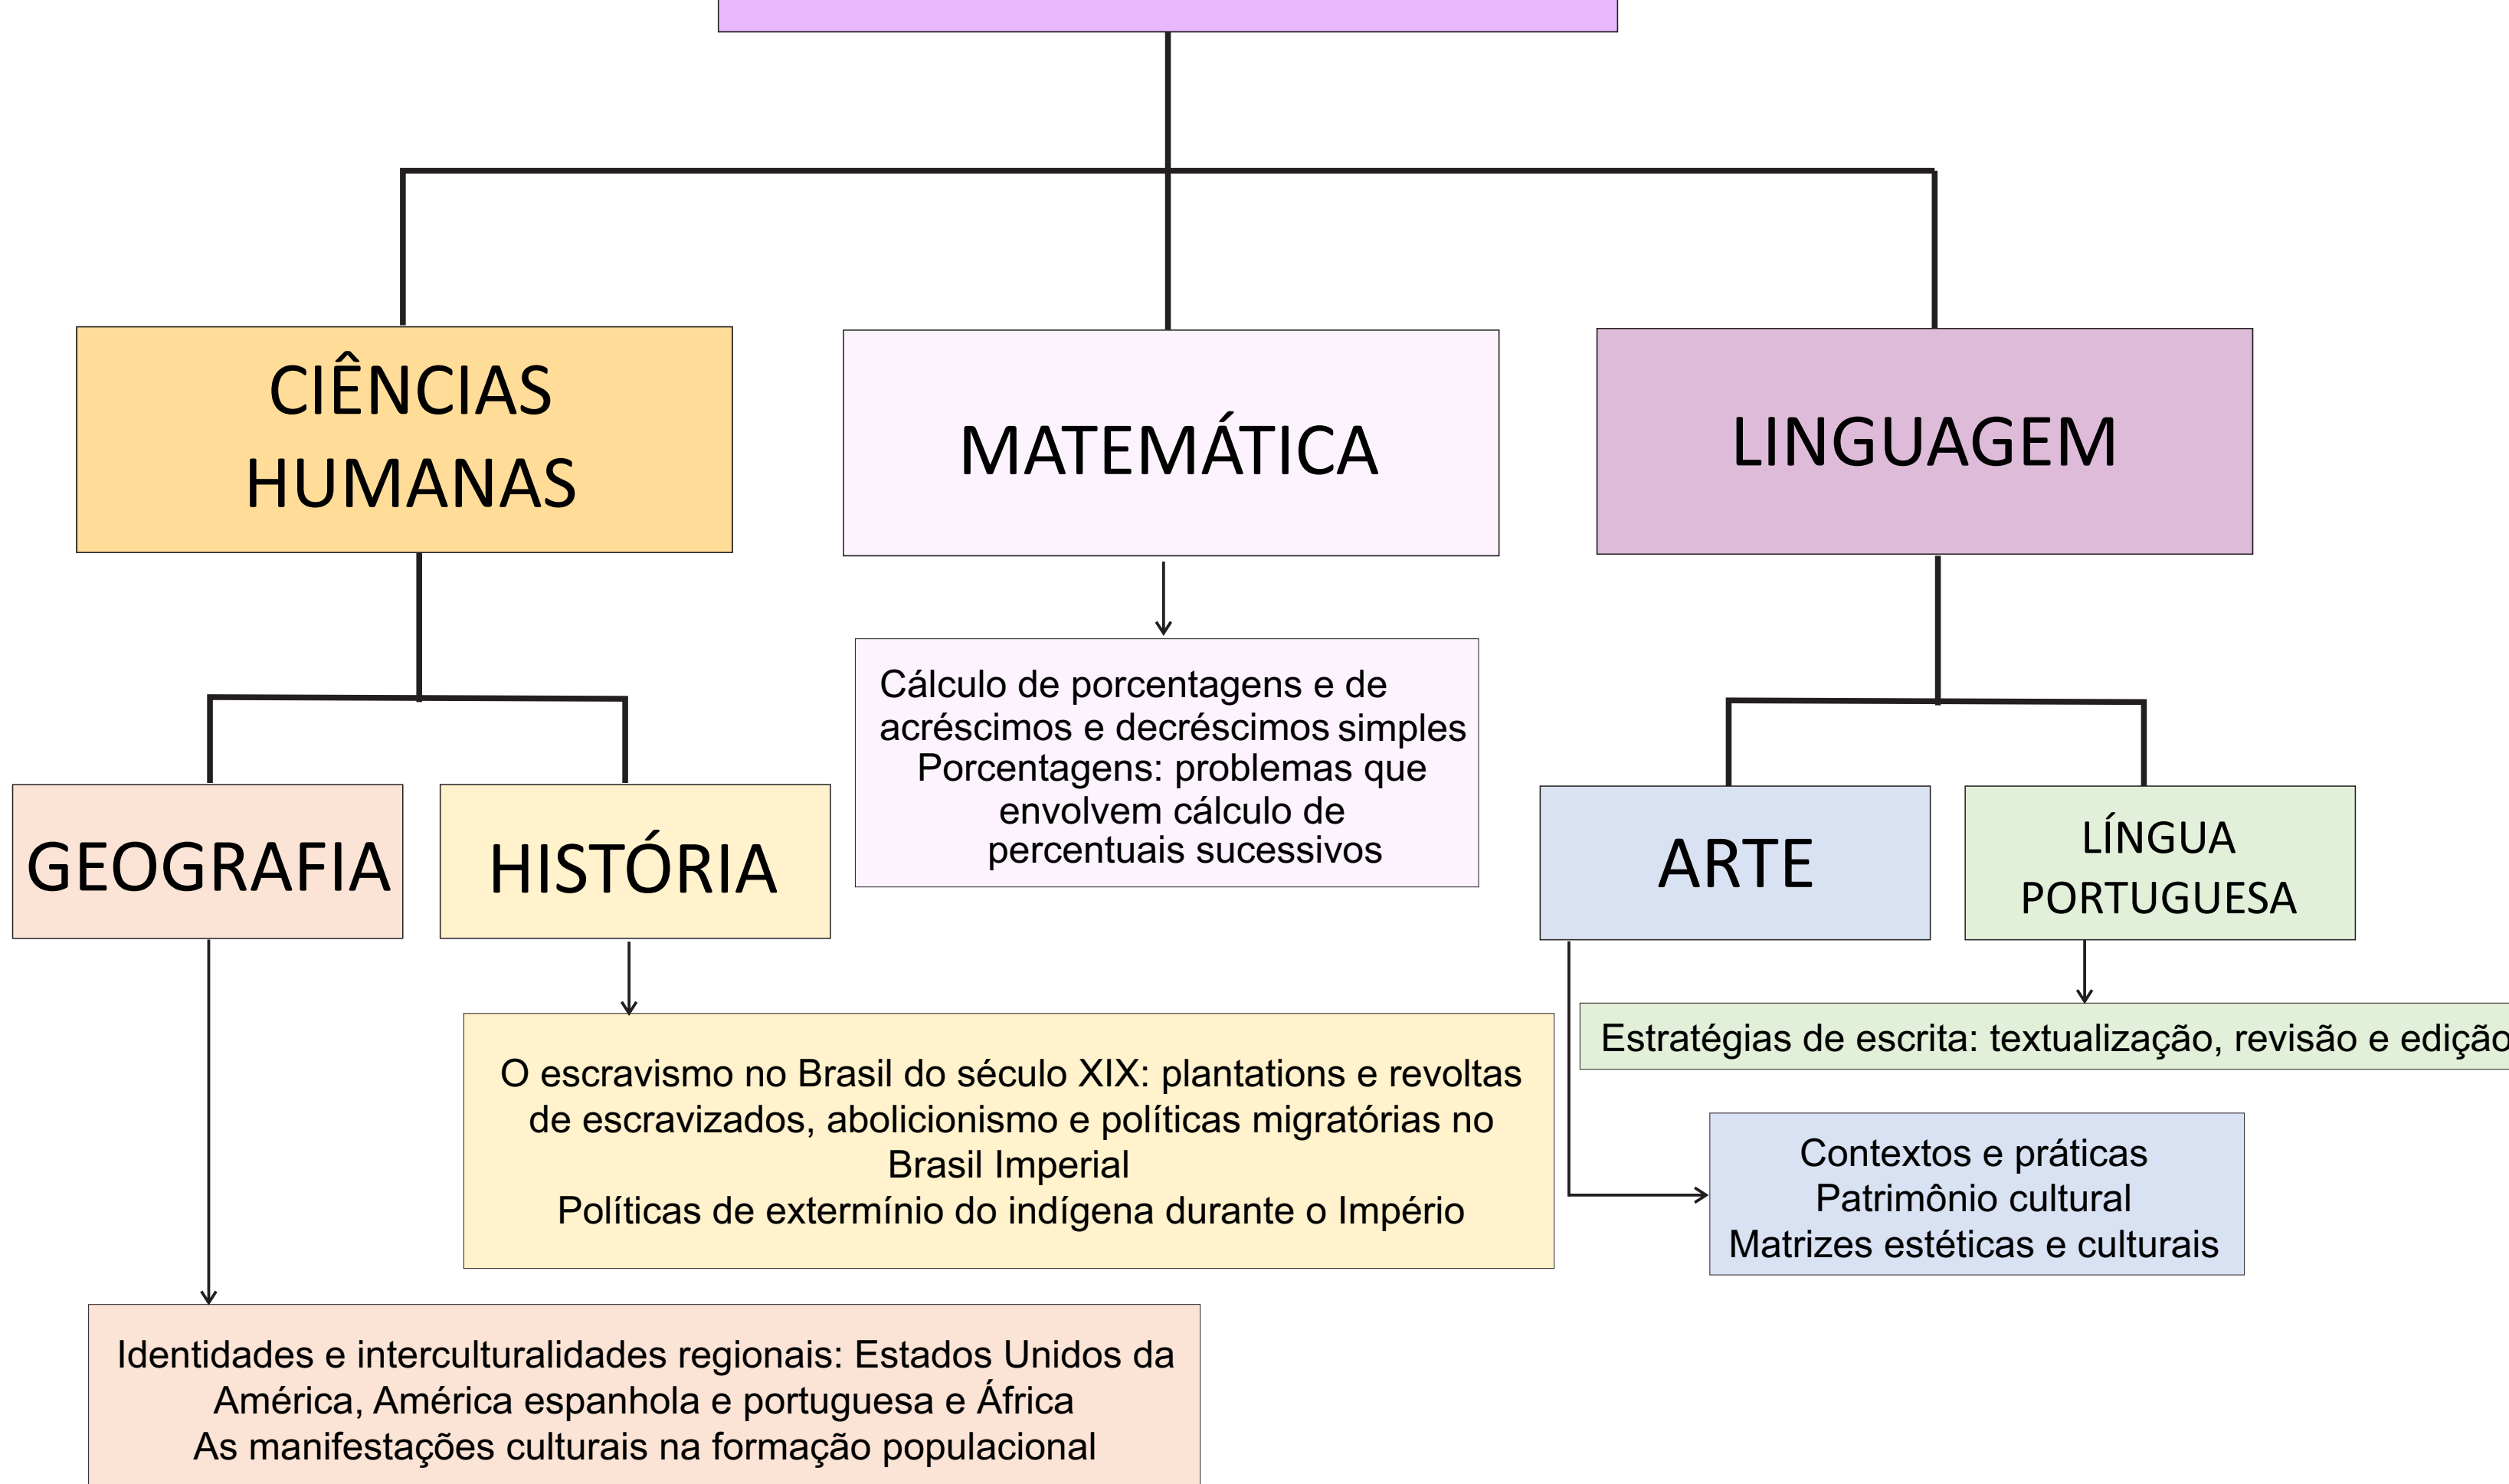 CIÊNCIAS
HUMANAS
MATEMÁTICA
LINGUAGEM
Cálculo de porcentagens e de
acréscimos e decréscimos simples
Porcentagens: problemas que
envolvem cálculo de
percentuais sucessivos
GEOGRAFIA
HISTÓRIA
ARTE
LÍNGUA
PORTUGUESA
Estratégias de escrita: textualização, revisão e edição
O escravismo no Brasil do século XIX: plantations e revoltas
de escravizados, abolicionismo e políticas migratórias no
Brasil Imperial
Políticas de extermínio do indígena durante o Império
Contextos e práticas
Patrimônio cultural
Matrizes estéticas e culturais
Identidades e interculturalidades regionais: Estados Unidos da
América, América espanhola e portuguesa e África
As manifestações culturais na formação populacional